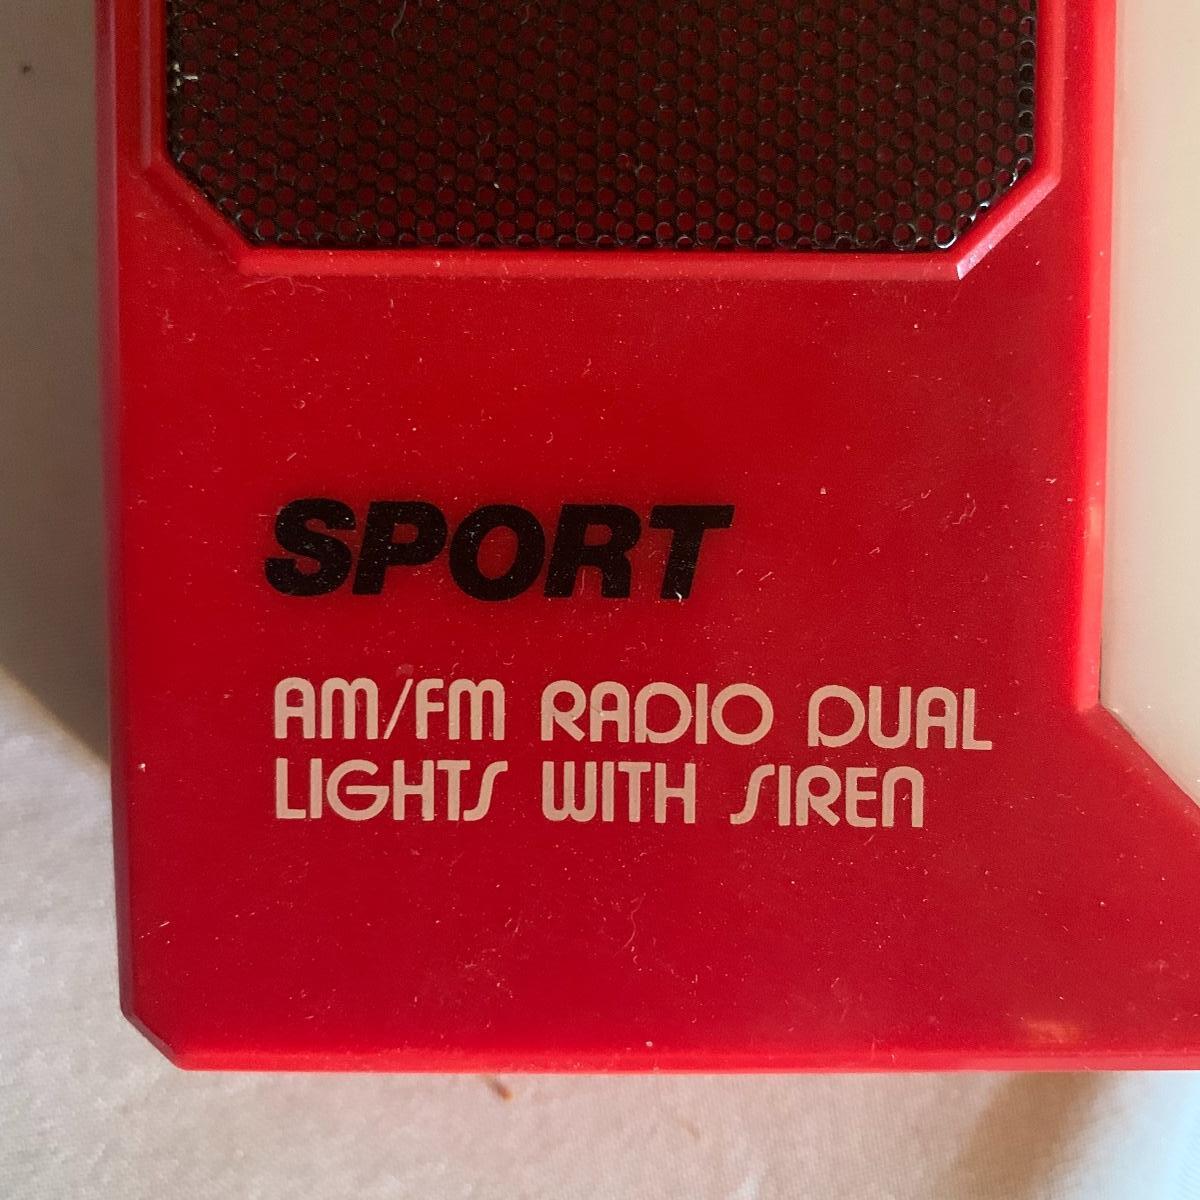 SPORT
AM/FM RADIO DUAL
LIGHTS WITH SIREN